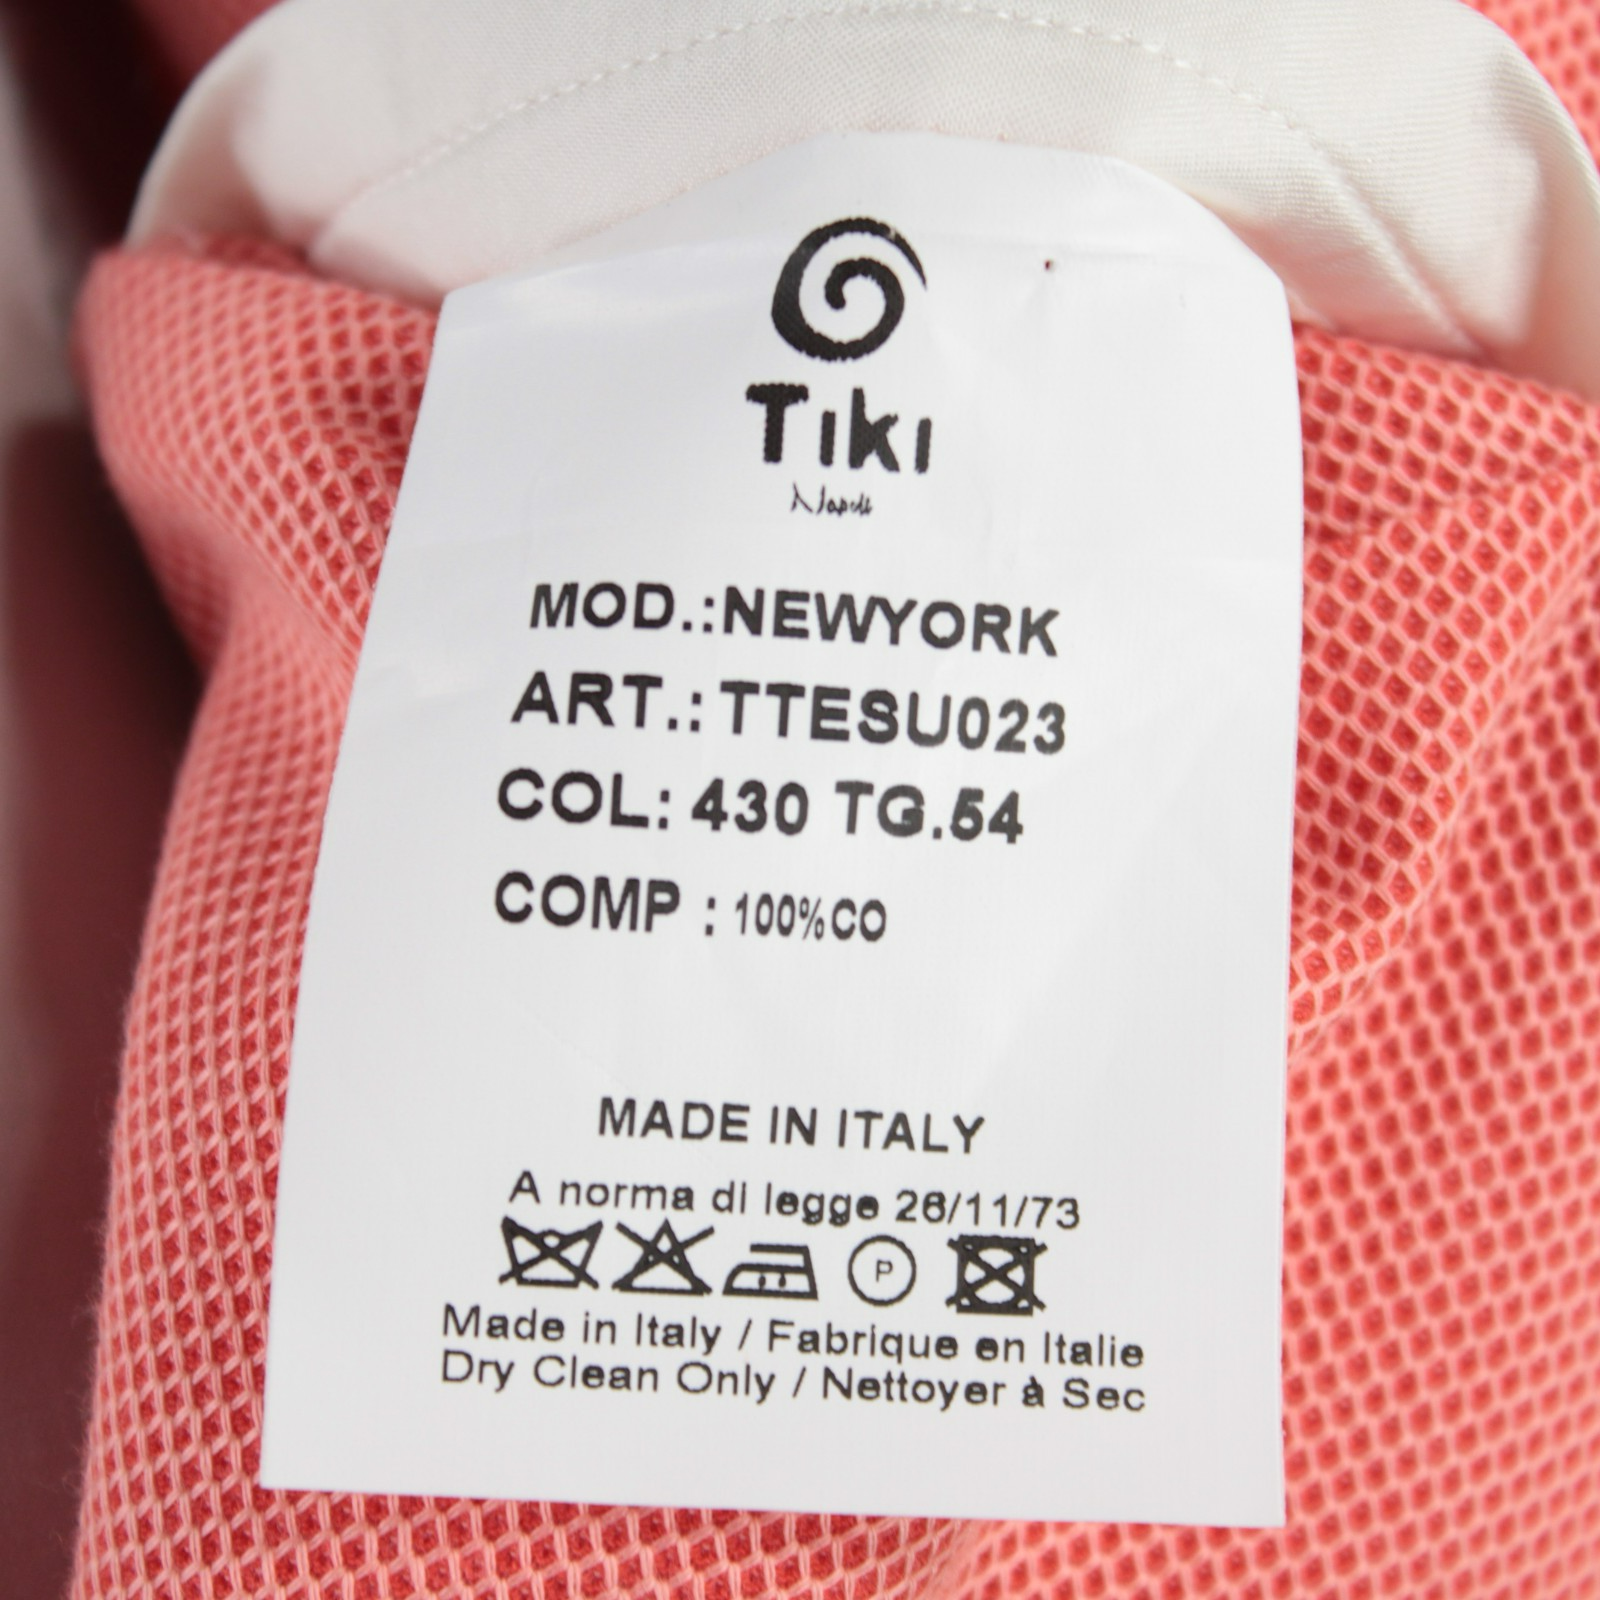 Tiki
Napoli
MOD.:NEWYORK
ART.:TTESU023
COL: 430 TG.54
COMP : 100%CO
MADE IN ITALY
A norma di legge 26/11/73
P
Made in Italy / Fabrique en Italie
Dry Clean Only / Nettoyer à Sec